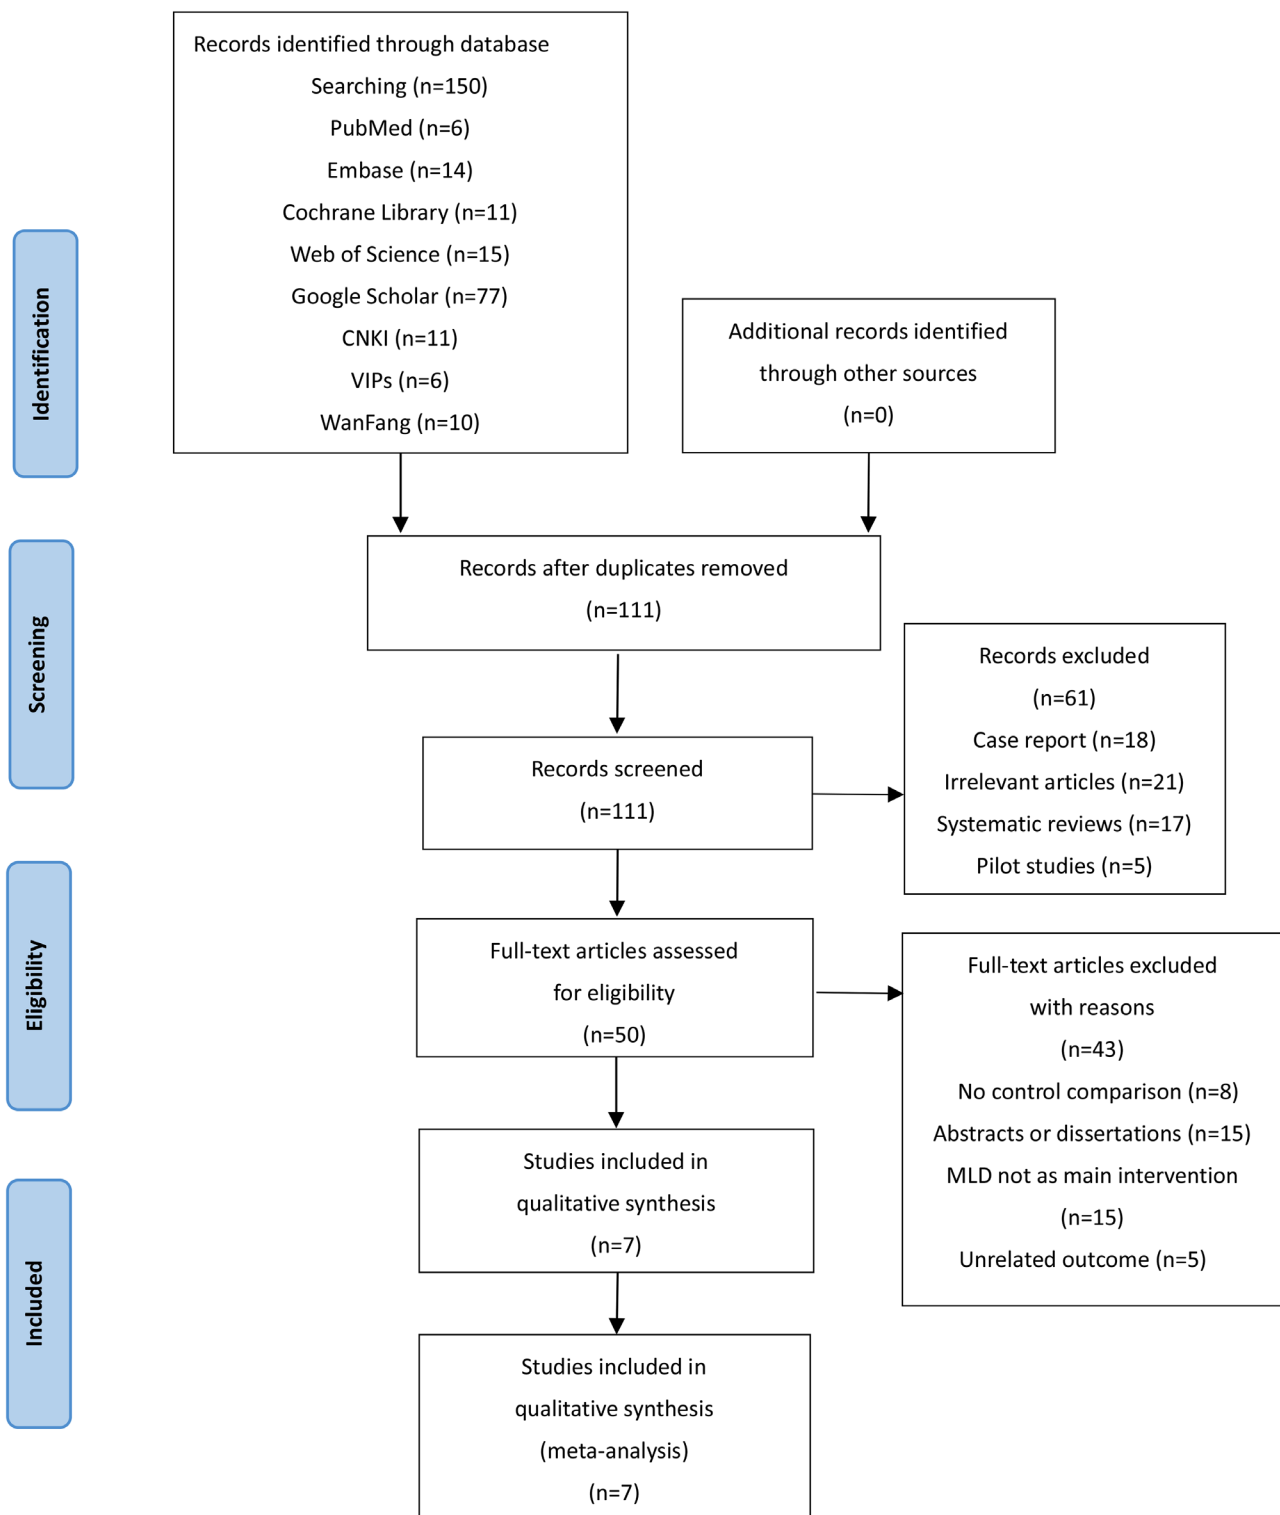 Records identified through database
Searching (n=150)
PubMed (n=6)
Embase (n=14)
Cochrane Library (n=11)
Web of Science (n=15)
Google Scholar (n=77)
CNKI (n=11)
VIPs (n=6)
WanFang (n=10)
Identification
Additional records identified
through other sources
(n=0)
Records after duplicates removed
(n=111)
Screening
Records screened
(n=111)
Records excluded
(n=61)
Case report (n=18)
Irrelevant articles (n=21)
Systematic reviews (n=17)
Pilot studies (n=5)
Eligibility
Full-text articles assessed
for eligibility
(n=50)
Full-text articles excluded
with reasons
(n=43)
No control comparison (n=8)
Abstracts or dissertations (n=15)
MLD not as main intervention
(n=15)
Unrelated outcome (n=5)
Studies included in
qualitative synthesis
(n=7)
Included
Studies included in
qualitative synthesis
(meta-analysis)
(n=7)